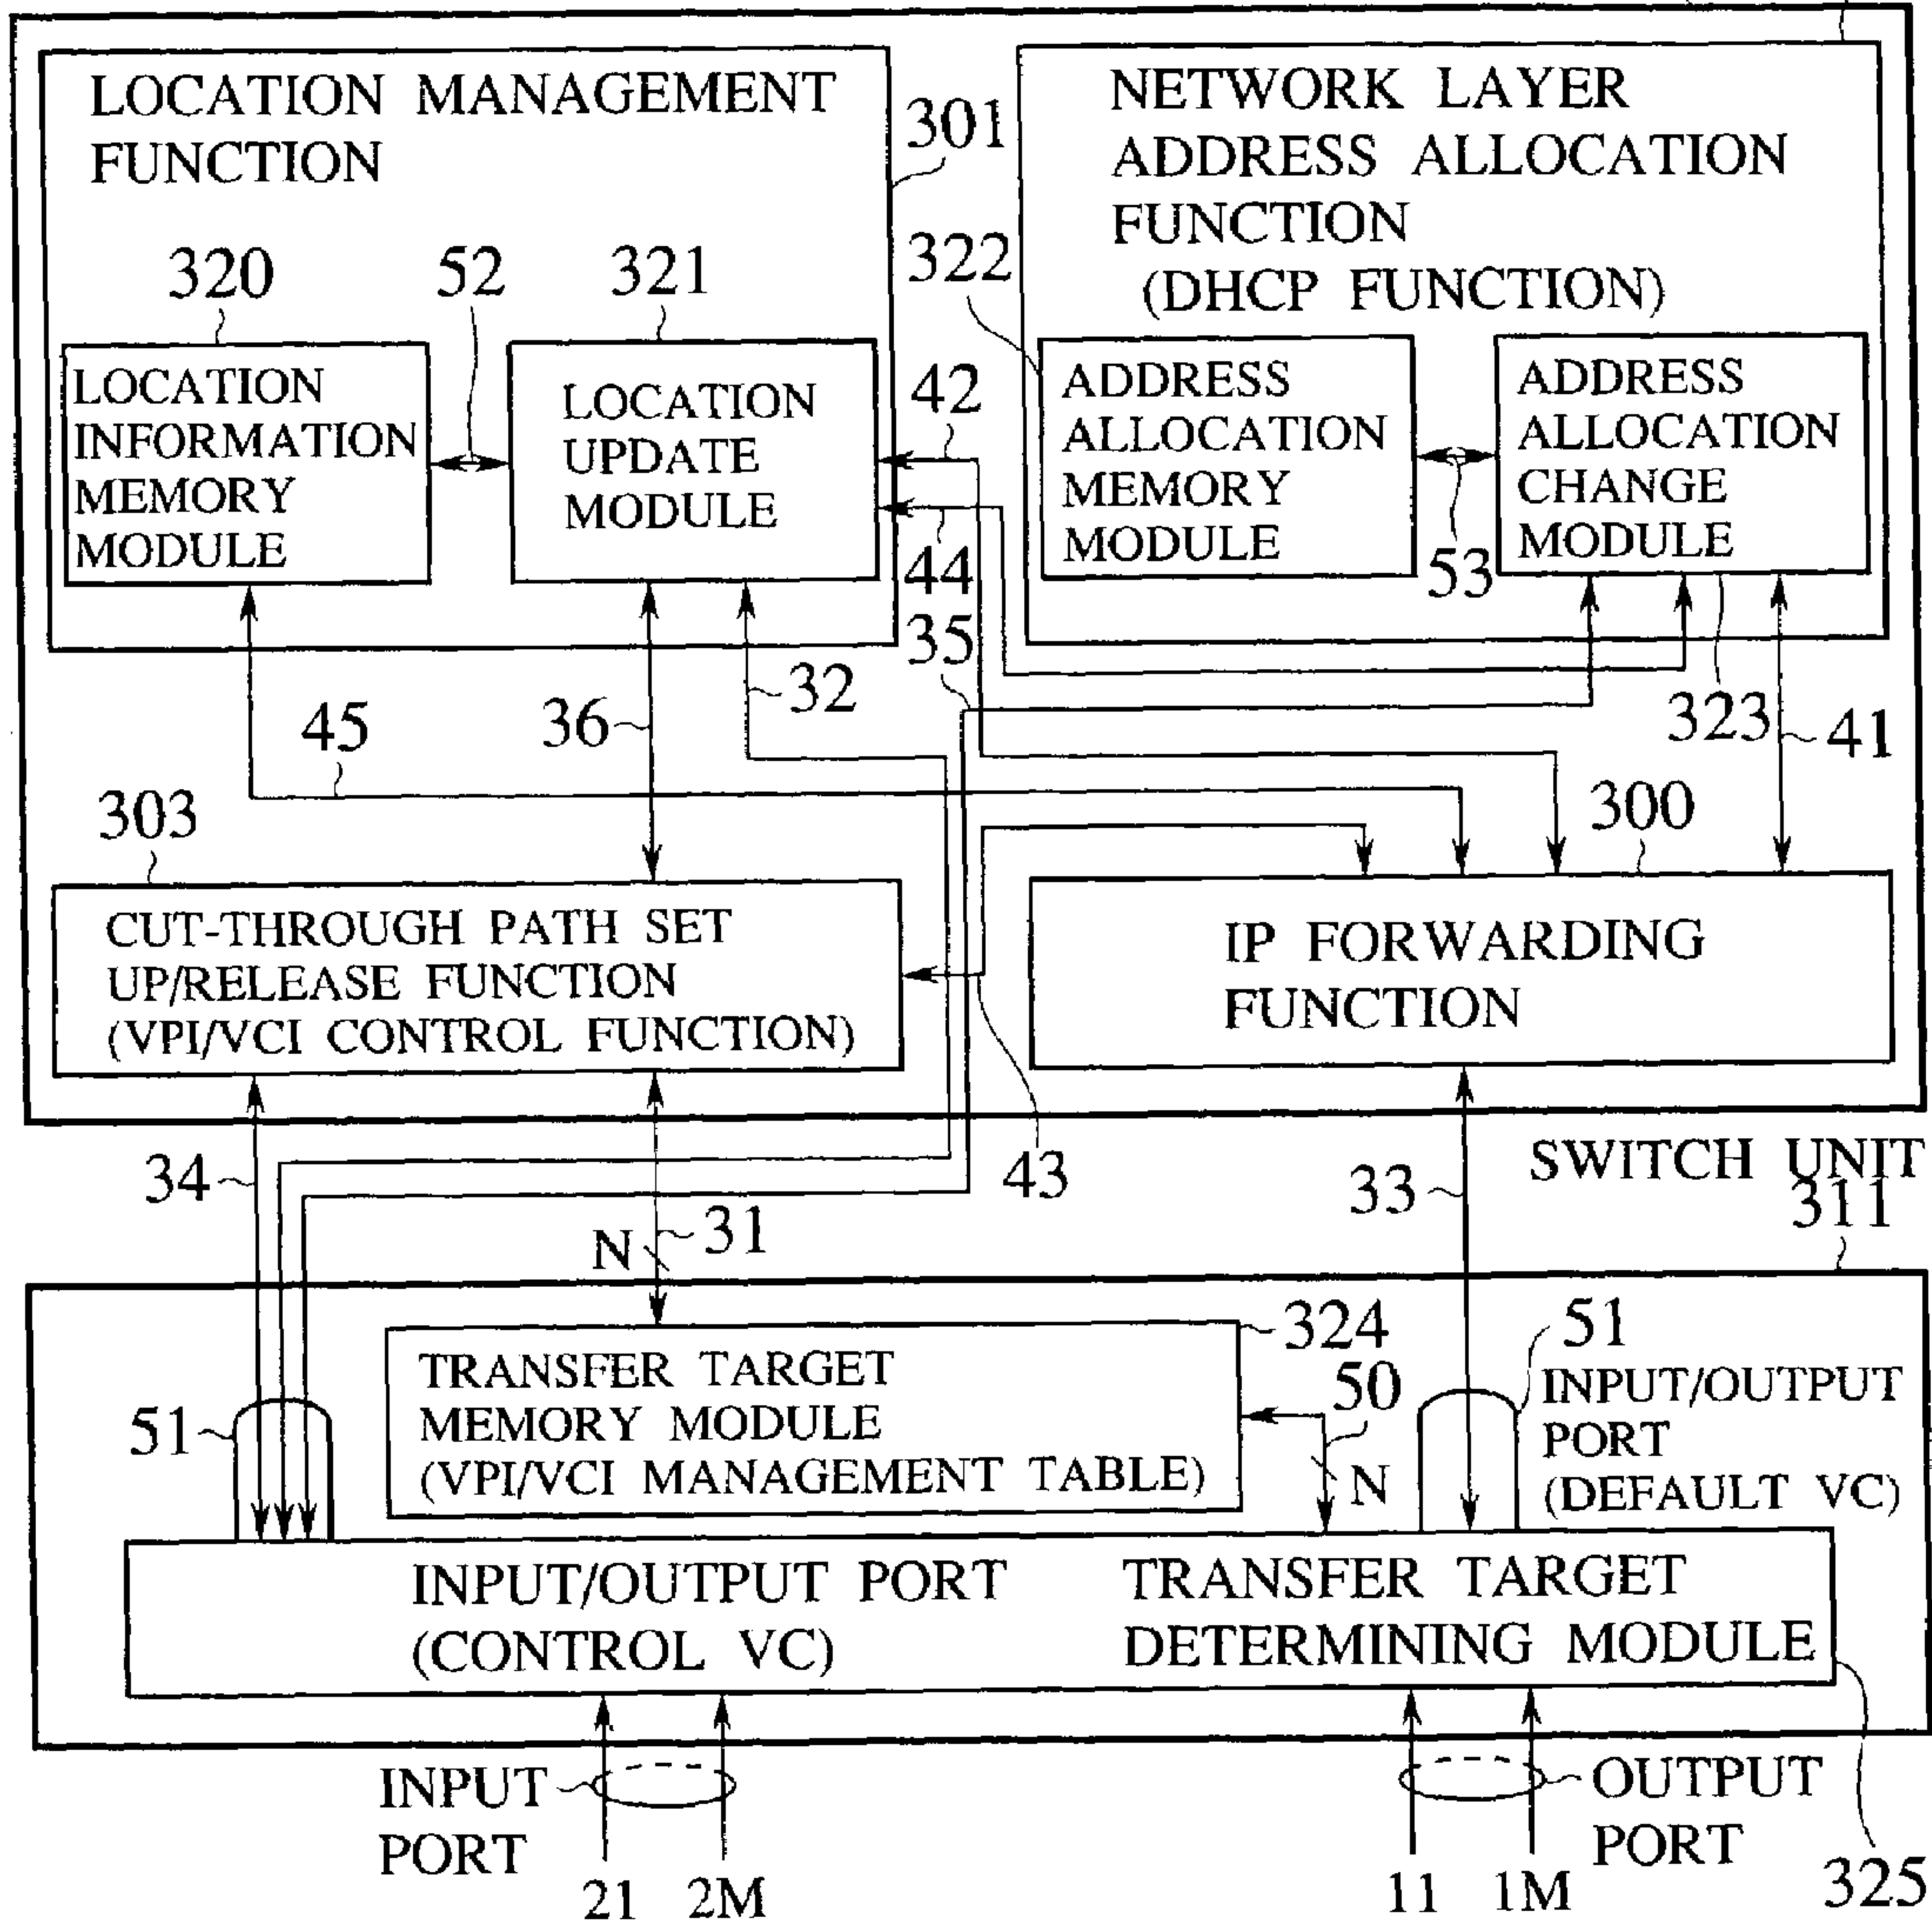 LOCATION MANAGEMENT
FUNCTION
301
NETWORK LAYER
ADDRESS ALLOCATION
FUNCTION
(DHCP FUNCTION)
320
52
321
322
LOCATION
INFORMATION
MEMORY
MODULE
LOCATION
UPDATE
MODULE
42
44
ADDRESS
ALLOCATION
MEMORY
MODULE
53
ADDRESS
ALLOCATION
CHANGE
MODULE
35
45
36
32
323
41
303
300
CUT-THROUGH PATH SET
UP/RELEASE FUNCTION
(VPI/VCI CONTROL FUNCTION)
IP FORWARDING
FUNCTION
34
N
31
43
33
SWITCH UNIT
311
51
TRANSFER TARGET
MEMORY MODULE
(VPI/VCI MANAGEMENT TABLE)
324
50
N
51
INPUT/OUTPUT
PORT
(DEFAULT VC)
INPUT/OUTPUT PORT
(CONTROL VC)
TRANSFER TARGET
DETERMINING MODULE
INPUT
PORT
21
2M
11
1M
OUTPUT
PORT
325